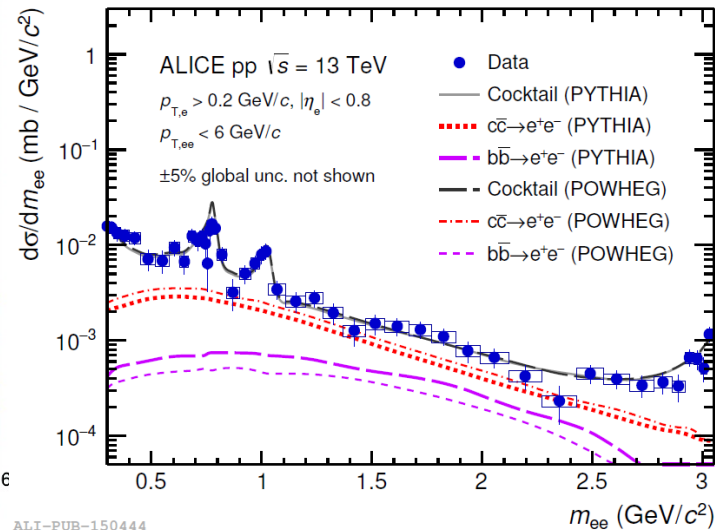 ALICE pp √s = 13 TeV
p_T,e > 0.2 GeV/c, |η_e| < 0.8
p_T,ee < 6 GeV/c
±5% global unc. not shown
Data
Cocktail (PYTHIA)
cc̅→e⁺e⁻ (PYTHIA)
bb̅→e⁺e⁻ (PYTHIA)
Cocktail (POWHEG)
cc̅→e⁺e⁻ (POWHEG)
bb̅→e⁺e⁻ (POWHEG)
dσ/dm_ee (mb / GeV/c²)
1
10⁻¹
10⁻²
10⁻³
10⁻⁴
0.5 1 1.5 2 2.5 3
m_ee (GeV/c²)
6
ALI-PUB-150444